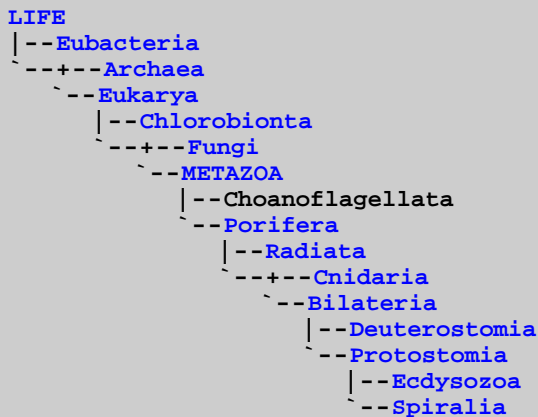 LIFE
|--Eubacteria
`--+--Archaea
   `--Eukarya
      |--Chlorobionta
      `--+--Fungi
         `--METAZOA
            |--Choanoflagellata
            `--Porifera
               |--Radiata
               `--+--Cnidaria
                  `--Bilateria
                     |--Deuterostomia
                     `--Protostomia
                        |--Ecdysozoa
                        `--Spiralia